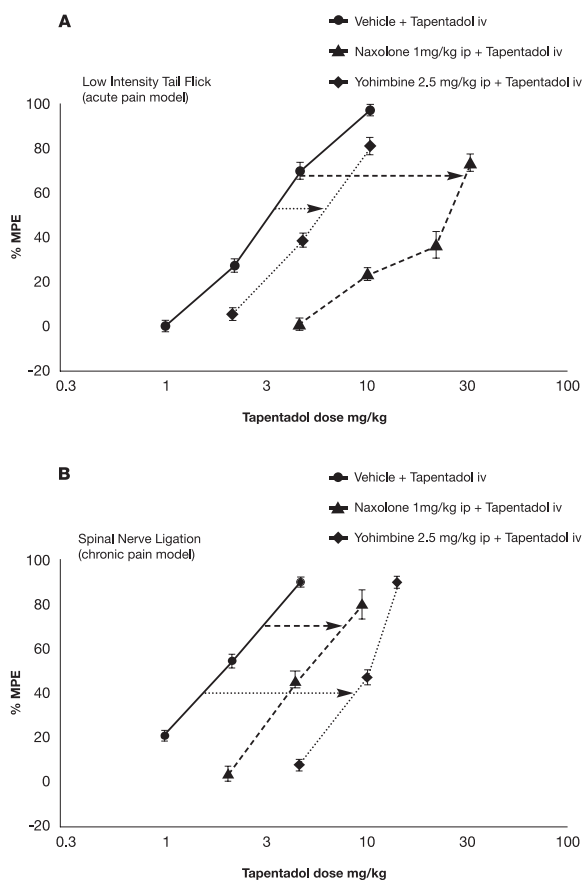 A
Vehicle + Tapentadol iv
Naxolone 1mg/kg ip + Tapentadol iv
Yohimbine 2.5 mg/kg ip + Tapentadol iv
Low Intensity Tail Flick
(acute pain model)
100
80
60
40
20
0
-20
% MPE
0.3 1 3 10 30 100
Tapentadol dose mg/kg
B
Vehicle + Tapentadol iv
Naxolone 1mg/kg ip + Tapentadol iv
Yohimbine 2.5 mg/kg ip + Tapentadol iv
Spinal Nerve Ligation
(chronic pain model)
100
80
60
40
20
0
-20
% MPE
0.3 1 3 10 30 100
Tapentadol dose mg/kg